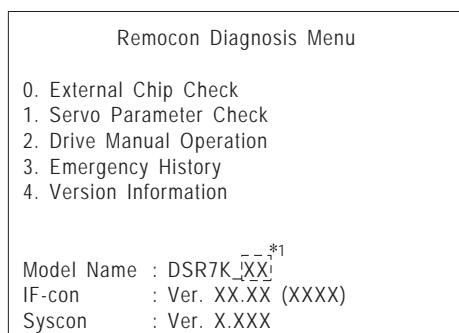 Remocon Diagnosis Menu
0. External Chip Check
1. Servo Parameter Check
2. Drive Manual Operation
3. Emergency History
4. Version Information
*1
Model Name : DSR7K_XX
IF-con : Ver. XX.XX (XXXX)
Syscon : Ver. X.XXX